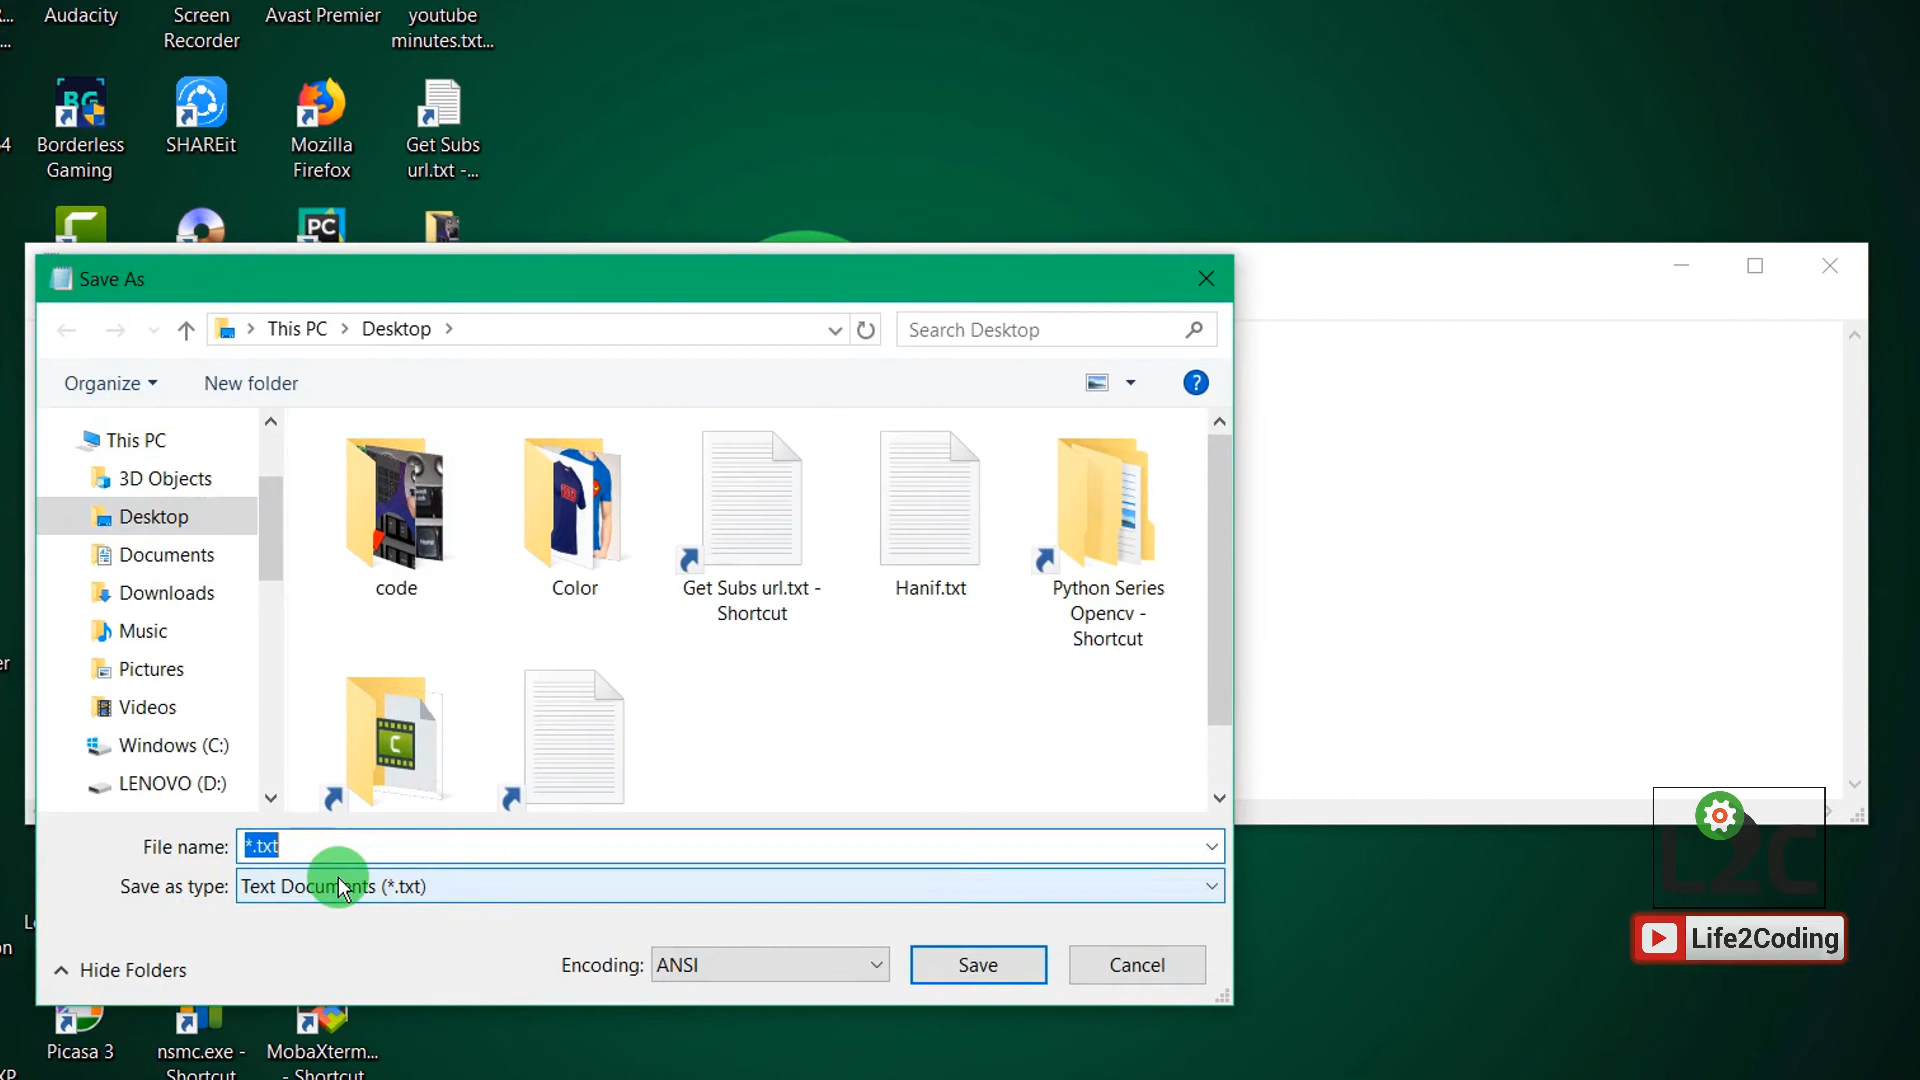 Audacity
Screen
Recorder
Avast Premier
youtube
minutes.txt...
BG
Borderless
Gaming
SHAREit
Mozilla
Firefox
Get Subs
url.txt -...
PC
Save As
This PC
Desktop
Search Desktop
Organize
New folder
?
This PC
3D Objects
Desktop
Documents
Downloads
Music
Pictures
Videos
Windows (C:)
LENOVO (D:)
code
Color
Get Subs url.txt -
Shortcut
Hanif.txt
Python Series
Opencv -
Shortcut
File name:
*.txt
Save as type:
Text Documents (*.txt)
Hide Folders
Encoding:
ANSI
Save
Cancel
L2C
Life2Coding
Picasa 3
nsmc.exe -
Shortcut
MobaXterm...
- Shortcut